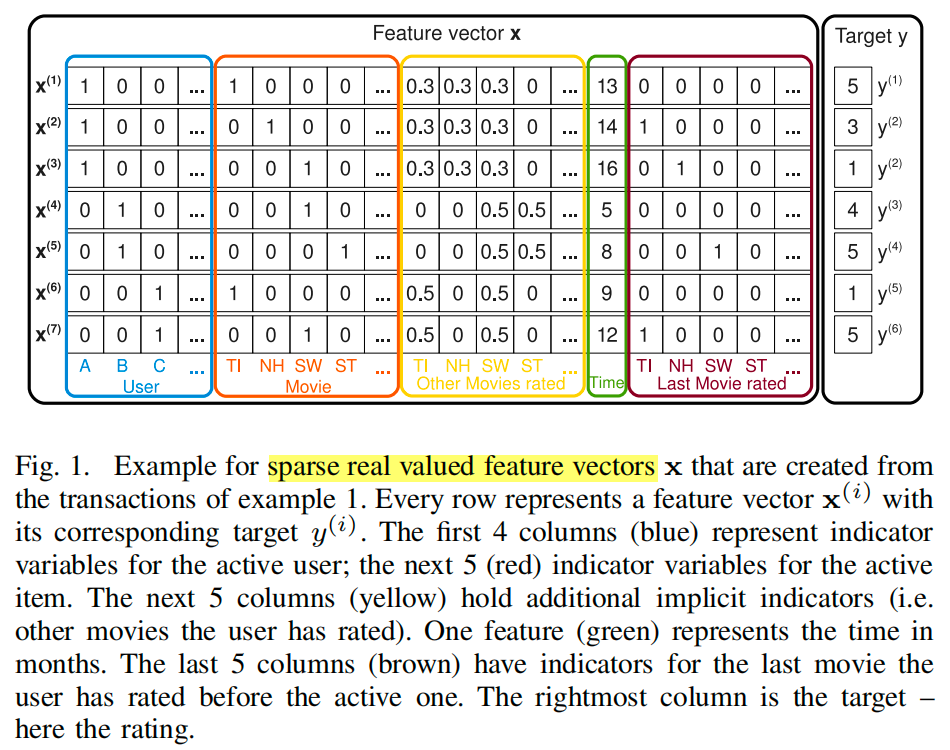 Feature vector x
Target y
x(1) 1 0 0 ... 1 0 0 0 ... 0.3 0.3 0.3 0 ... 13 0 0 0 0 ... 5 y(1)
x(2) 1 0 0 ... 0 1 0 0 ... 0.3 0.3 0.3 0 ... 14 1 0 0 0 ... 3 y(2)
x(3) 1 0 0 ... 0 0 1 0 ... 0.3 0.3 0.3 0 ... 16 0 1 0 0 ... 1 y(2)
x(4) 0 1 0 ... 0 0 1 0 ... 0 0 0.5 0.5 ... 5 0 0 0 0 ... 4 y(3)
x(5) 0 1 0 ... 0 0 0 1 ... 0 0 0.5 0.5 ... 8 0 0 1 0 ... 5 y(4)
x(6) 0 0 1 ... 1 0 0 0 ... 0.5 0 0.5 0 ... 9 0 0 0 0 ... 1 y(5)
x(7) 0 0 1 ... 0 0 1 0 ... 0.5 0 0.5 0 ... 12 1 0 0 0 ... 5 y(6)
A B C ... TI NH SW ST ... TI NH SW ST ... TI NH SW ST ...
User Movie Other Movies rated Time Last Movie rated
Fig. 1. Example for sparse real valued feature vectors x that are created from
the transactions of example 1. Every row represents a feature vector x(i) with
its corresponding target y(i). The first 4 columns (blue) represent indicator
variables for the active user; the next 5 (red) indicator variables for the active
item. The next 5 columns (yellow) hold additional implicit indicators (i.e.
other movies the user has rated). One feature (green) represents the time in
months. The last 5 columns (brown) have indicators for the last movie the
user has rated before the active one. The rightmost column is the target –
here the rating.